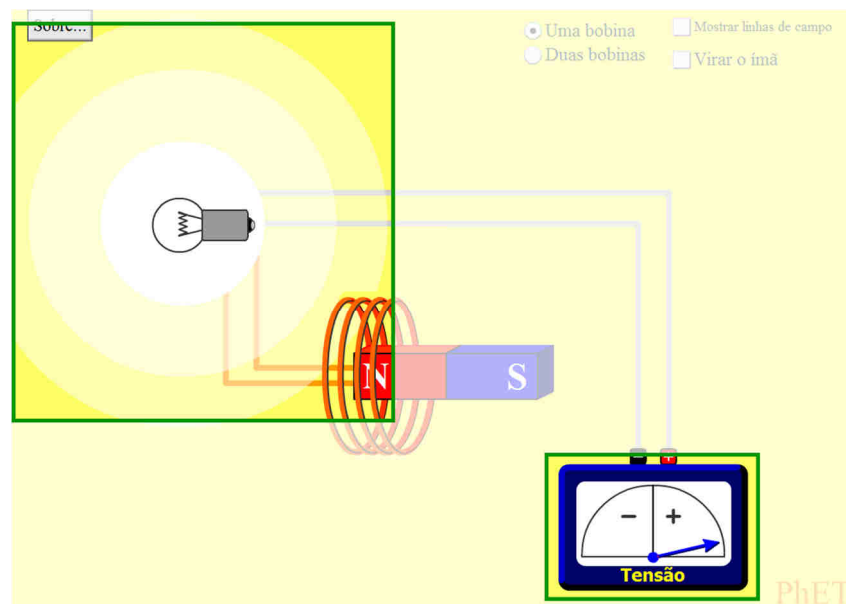 Sobre...
Uma bobina
Mostrar linhas de campo
Duas bobinas
Virar o ímã
N
S
- +
- +
Tensão
PhET